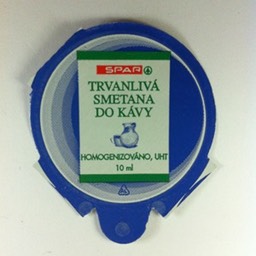 SPAR
TRVANLIVÁ
SMETANA
DO KÁVY
HOMOGENIZOVÁNO, UHT
10 ml